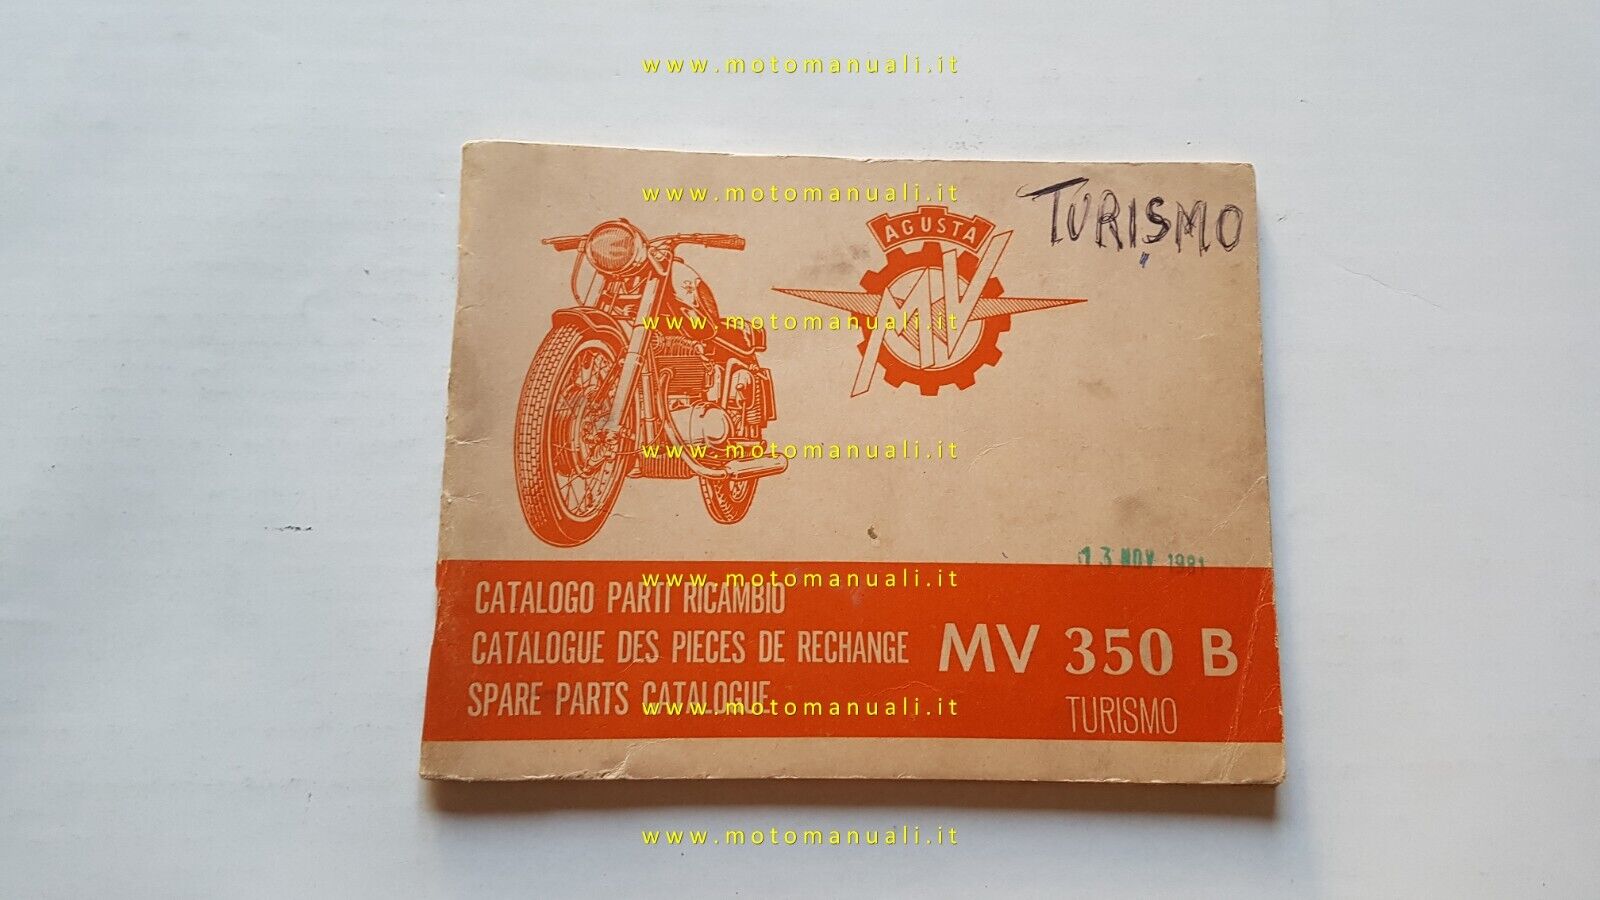 www.motomanuali.it
www.motomanuali.it
TURISMO
AGUSTA
MV
www.motomanuali.it
www.motomanuali.it
13 NOV 1981
www.motomanuali.it
CATALOGO PARTI RICAMBIO
CATALOGUE DES PIECES DE RECHANGE
MV 350 B
SPARE PARTS CATALOGUE
www.motomanuali.it
TURISMO
www.motomanuali.it